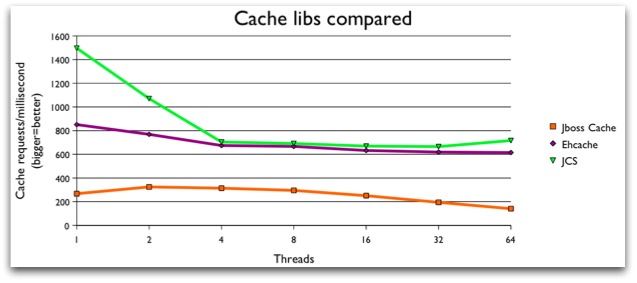 Cache libs compared
Cache requests/millisecond
(bigger=better)
1600
1400
1200
1000
800
600
400
200
0
1 2 4 8 16 32 64
Threads
Jboss Cache
Ehcache
JCS